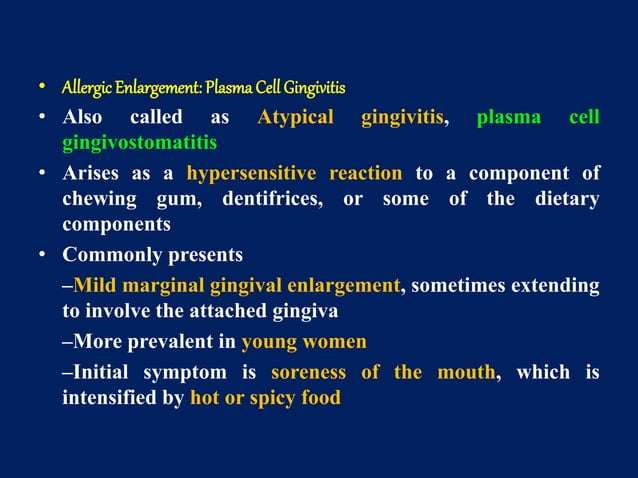 • Allergic Enlargement: Plasma Cell Gingivitis
• Also called as Atypical gingivitis, plasma cell
gingivostomatitis
• Arises as a hypersensitive reaction to a component of
chewing gum, dentifrices, or some of the dietary
components
• Commonly presents
–Mild marginal gingival enlargement, sometimes extending
to involve the attached gingiva
–More prevalent in young women
–Initial symptom is soreness of the mouth, which is
intensified by hot or spicy food